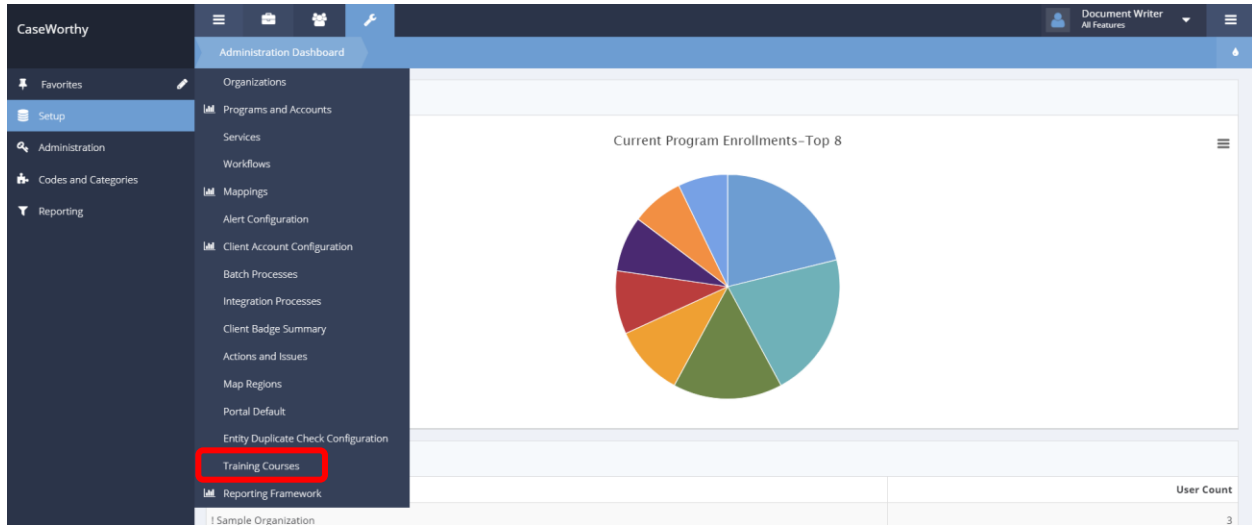 CaseWorthy
Document Writer
All Features
Administration Dashboard
Favorites
Setup
Administration
Codes and Categories
Reporting
Organizations
Programs and Accounts
Services
Workflows
Mappings
Alert Configuration
Client Account Configuration
Batch Processes
Integration Processes
Client Badge Summary
Actions and Issues
Map Regions
Portal Default
Entity Duplicate Check Configuration
Training Courses
Reporting Framework
Current Program Enrollments-Top 8
User Count
! Sample Organization 3